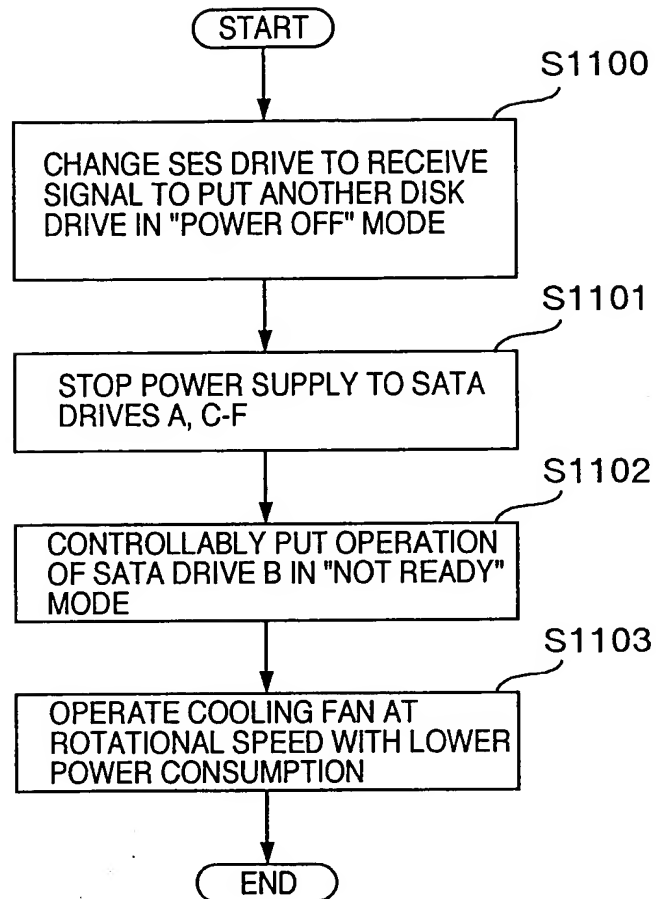 START
S1100
CHANGE SES DRIVE TO RECEIVE
SIGNAL TO PUT ANOTHER DISK
DRIVE IN "POWER OFF" MODE
S1101
STOP POWER SUPPLY TO SATA
DRIVES A, C-F
S1102
CONTROLLABLY PUT OPERATION
OF SATA DRIVE B IN "NOT READY"
MODE
S1103
OPERATE COOLING FAN AT
ROTATIONAL SPEED WITH LOWER
POWER CONSUMPTION
END